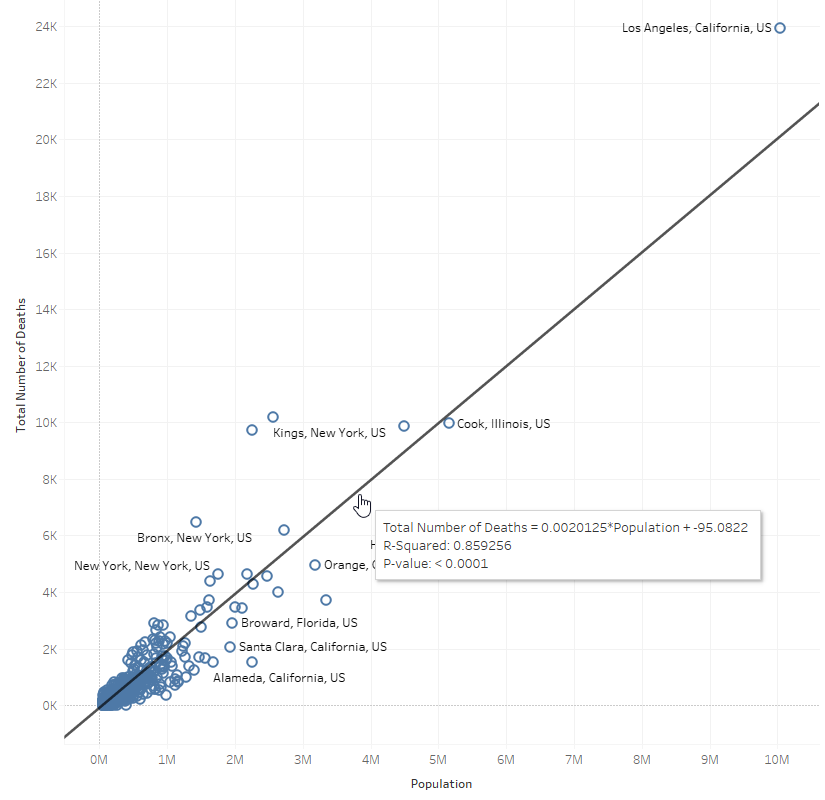 24K
Los Angeles, California, US
22K
20K
18K
16K
14K
12K
10K
Cook, Illinois, US
Kings, New York, US
8K
Total Number of Deaths
Total Number of Deaths = 0.0020125*Population + -95.0822
R-Squared: 0.859256
P-value: < 0.0001
6K
Bronx, New York, US
New York, New York, US
Orange,
4K
Broward, Florida, US
2K
Santa Clara, California, US
Alameda, California, US
0K
0M 1M 2M 3M 4M 5M 6M 7M 8M 9M 10M
Population